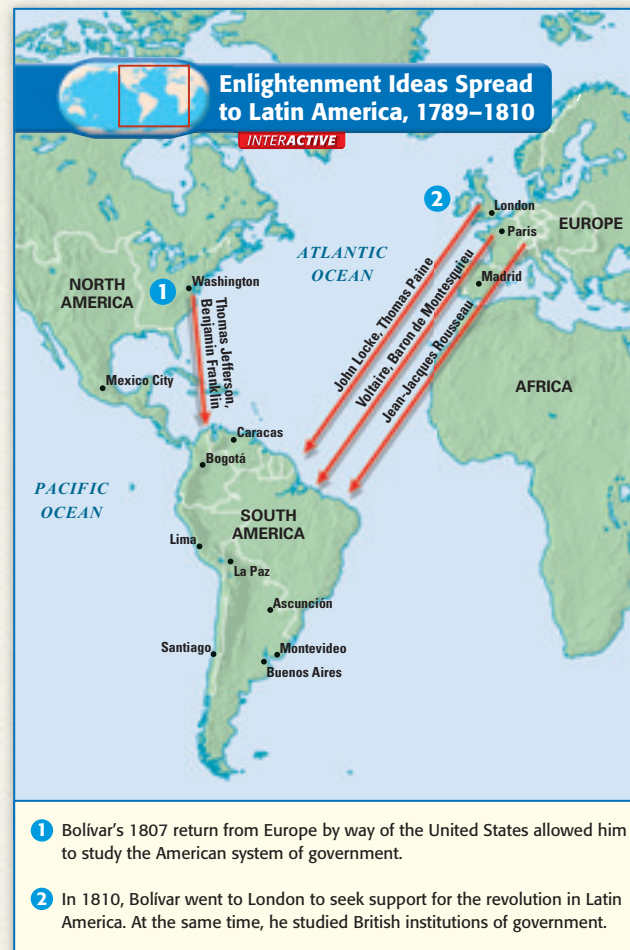 Enlightenment Ideas Spread
to Latin America, 1789–1810
INTERACTIVE
2
London
Paris
EUROPE
ATLANTIC
OCEAN
Madrid
NORTH
AMERICA
1
Washington
Thomas Jefferson,
Benjamin Franklin
John Locke, Thomas Paine
Voltaire, Baron de Montesquieu
Jean-Jacques Rousseau
Mexico City
AFRICA
Caracas
Bogotá
PACIFIC
OCEAN
SOUTH
AMERICA
Lima
La Paz
Ascunción
Santiago
Montevideo
Buenos Aires
1 Bolívar's 1807 return from Europe by way of the United States allowed him
to study the American system of government.
2 In 1810, Bolívar went to London to seek support for the revolution in Latin
America. At the same time, he studied British institutions of government.